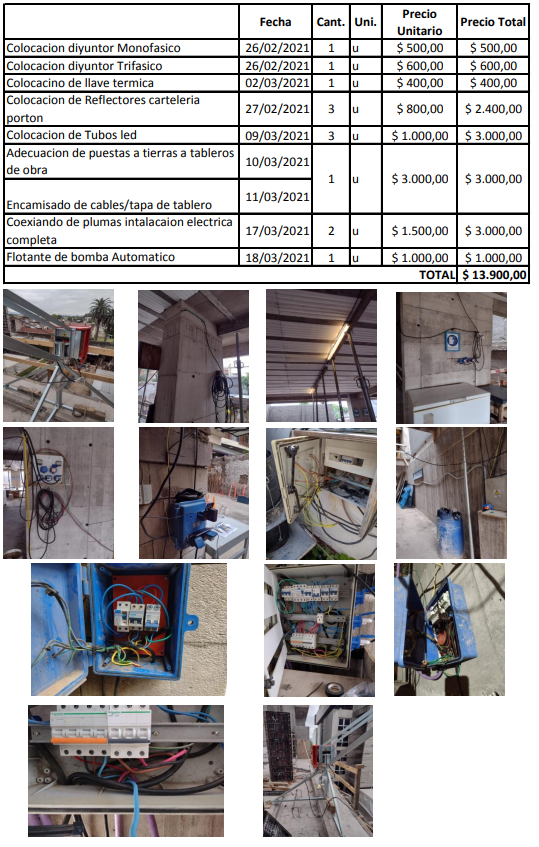 Fecha Cant. Uni. Precio Unitario Precio Total
Colocacion diyuntor Monofasico 26/02/2021 1 u $ 500,00 $ 500,00
Colocacion diyuntor Trifasico 26/02/2021 1 u $ 600,00 $ 600,00
Colocacino de llave termica 02/03/2021 1 u $ 400,00 $ 400,00
Colocacion de Reflectores carteleria
porton 27/02/2021 3 u $ 800,00 $ 2.400,00
Colocacion de Tubos led 09/03/2021 3 u $ 1.000,00 $ 3.000,00
Adecuacion de puestas a tierras a tableros
de obra 10/03/2021 1 u $ 3.000,00 $ 3.000,00
Encamisado de cables/tapa de tablero 11/03/2021
Coexiando de plumas intalacaion electrica
completa 17/03/2021 2 u $ 1.500,00 $ 3.000,00
Flotante de bomba Automatico 18/03/2021 1 u $ 1.000,00 $ 1.000,00
TOTAL $ 13.900,00